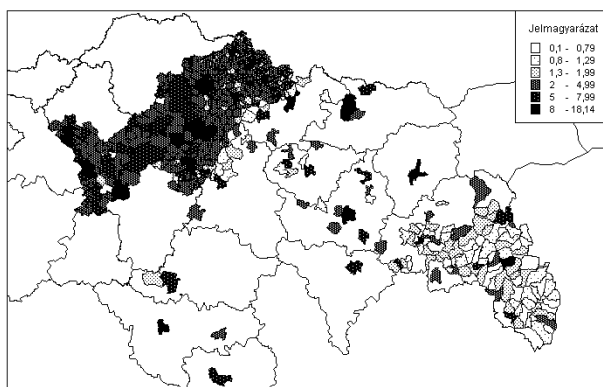 Jelmagyarázat
0,1 - 0,79
0,8 - 1,29
1,3 - 1,99
2 - 4,99
5 - 7,99
8 - 18,14